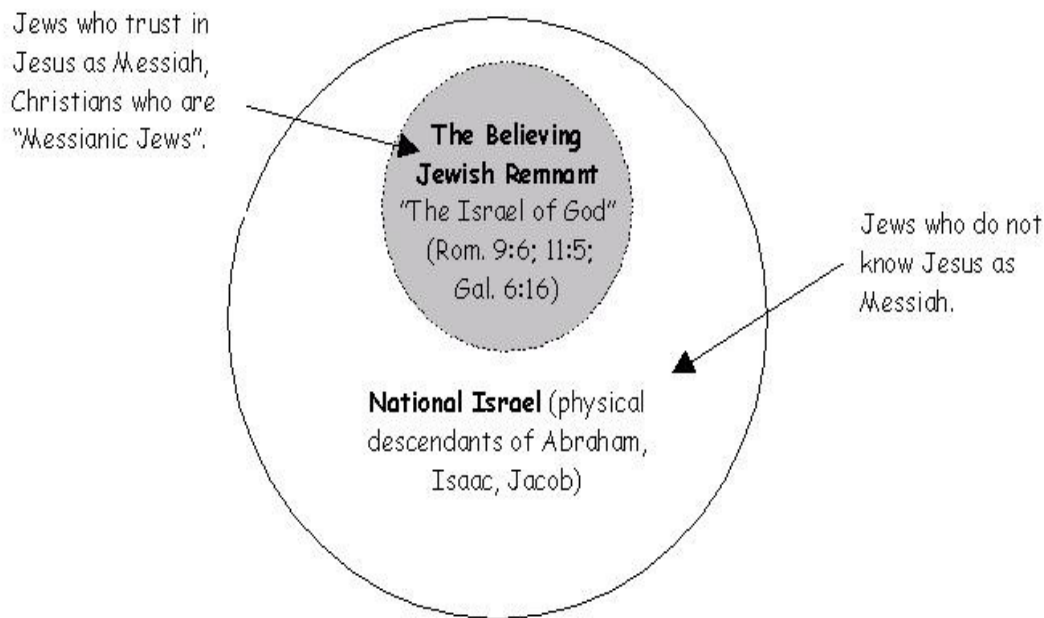 Jews who trust in
Jesus as Messiah,
Christians who are
"Messianic Jews".
The Believing
Jewish Remnant
"The Israel of God"
(Rom. 9:6; 11:5;
Gal. 6:16)
Jews who do not
know Jesus as
Messiah.
National Israel (physical
descendants of Abraham,
Isaac, Jacob)